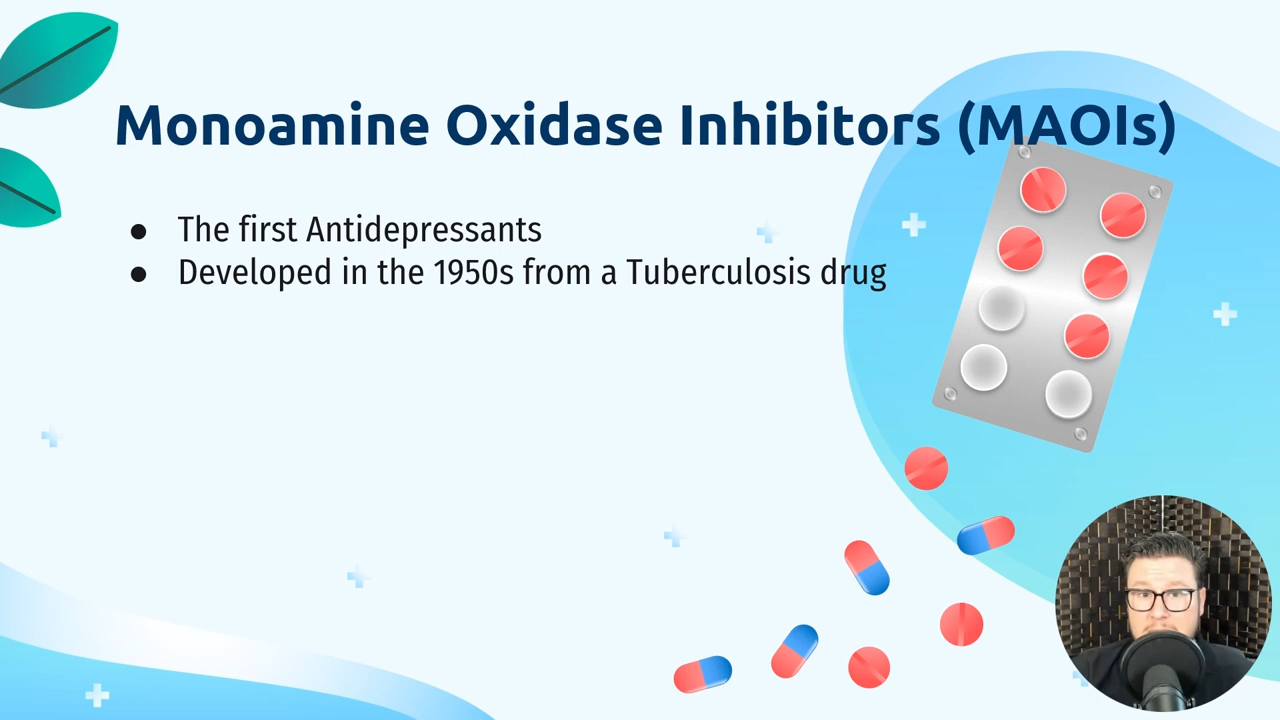 Monoamine Oxidase Inhibitors (MAOIs)
● The first Antidepressants
● Developed in the 1950s from a Tuberculosis drug